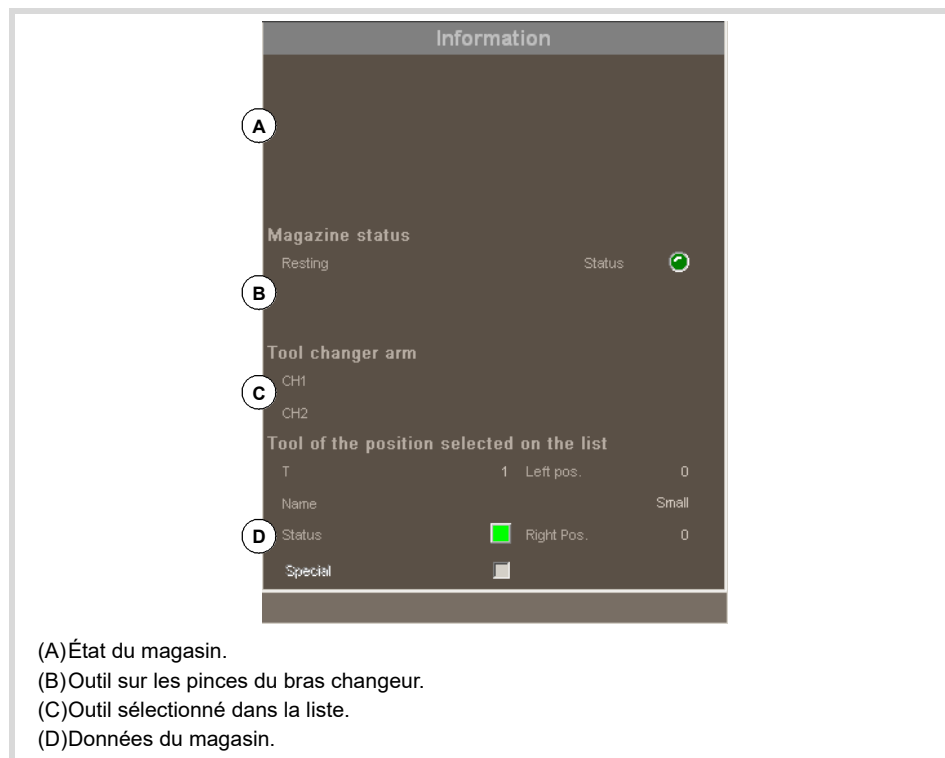 Information
A
Magazine status
Resting Status
B
Tool changer arm
CH1
C
CH2
Tool of the position selected on the list
T 1 Left pos. 0
Name Small
D Status Right Pos. 0
Special
(A)État du magasin.
(B)Outil sur les pinces du bras changeur.
(C)Outil sélectionné dans la liste.
(D)Données du magasin.